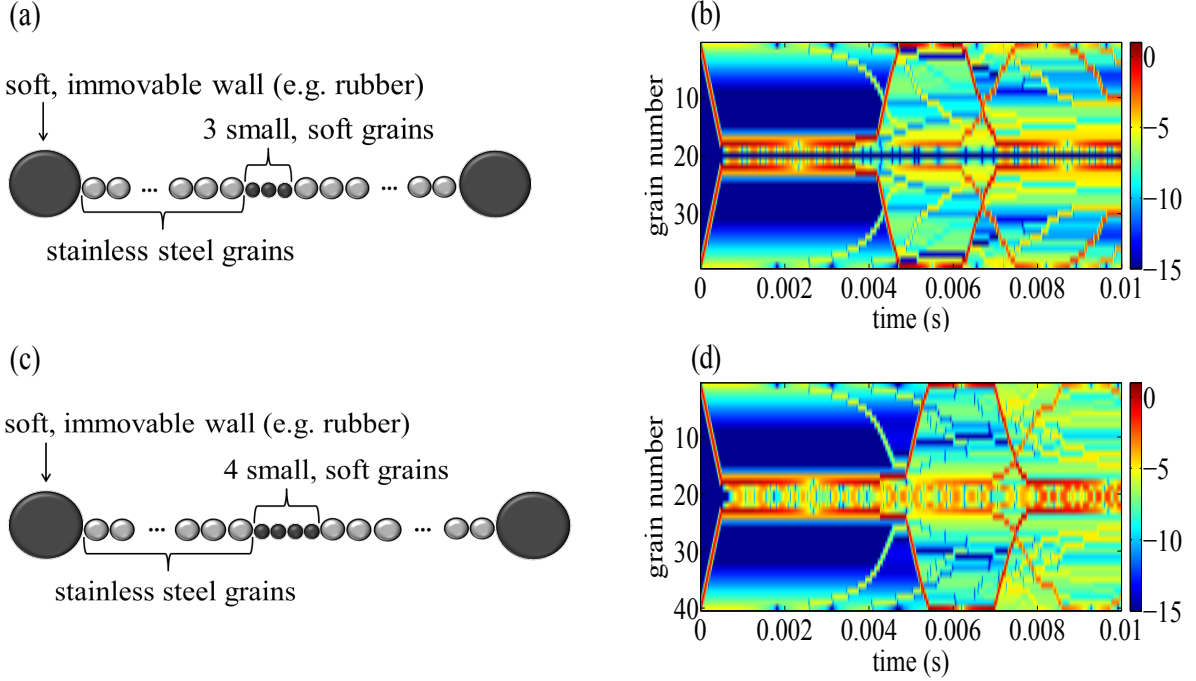 (a)
soft, immovable wall (e.g. rubber)
3 small, soft grains
...
...
stainless steel grains
(b)
grain number
10
20
30
0
−5
−10
−15
0
0.002
0.004
0.006
0.008
0.01
time (s)
(c)
soft, immovable wall (e.g. rubber)
4 small, soft grains
...
...
stainless steel grains
(d)
grain number
10
20
30
40
0
−5
−10
−15
0
0.002
0.004
0.006
0.008
0.01
time (s)